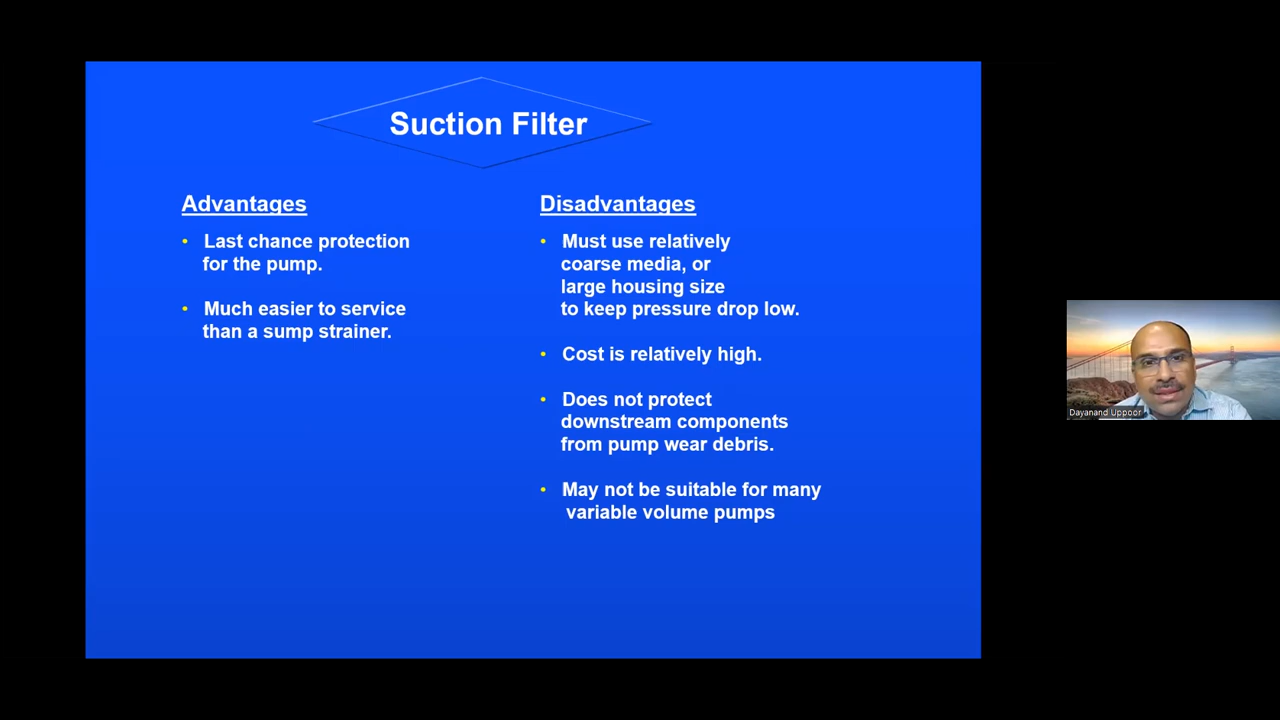 Suction Filter
Advantages
• Last chance protection
for the pump.
• Much easier to service
than a sump strainer.
Disadvantages
• Must use relatively
coarse media, or
large housing size
to keep pressure drop low.
• Cost is relatively high.
• Does not protect
downstream components
from pump wear debris.
• May not be suitable for many
variable volume pumps
Dayanand Uppoor